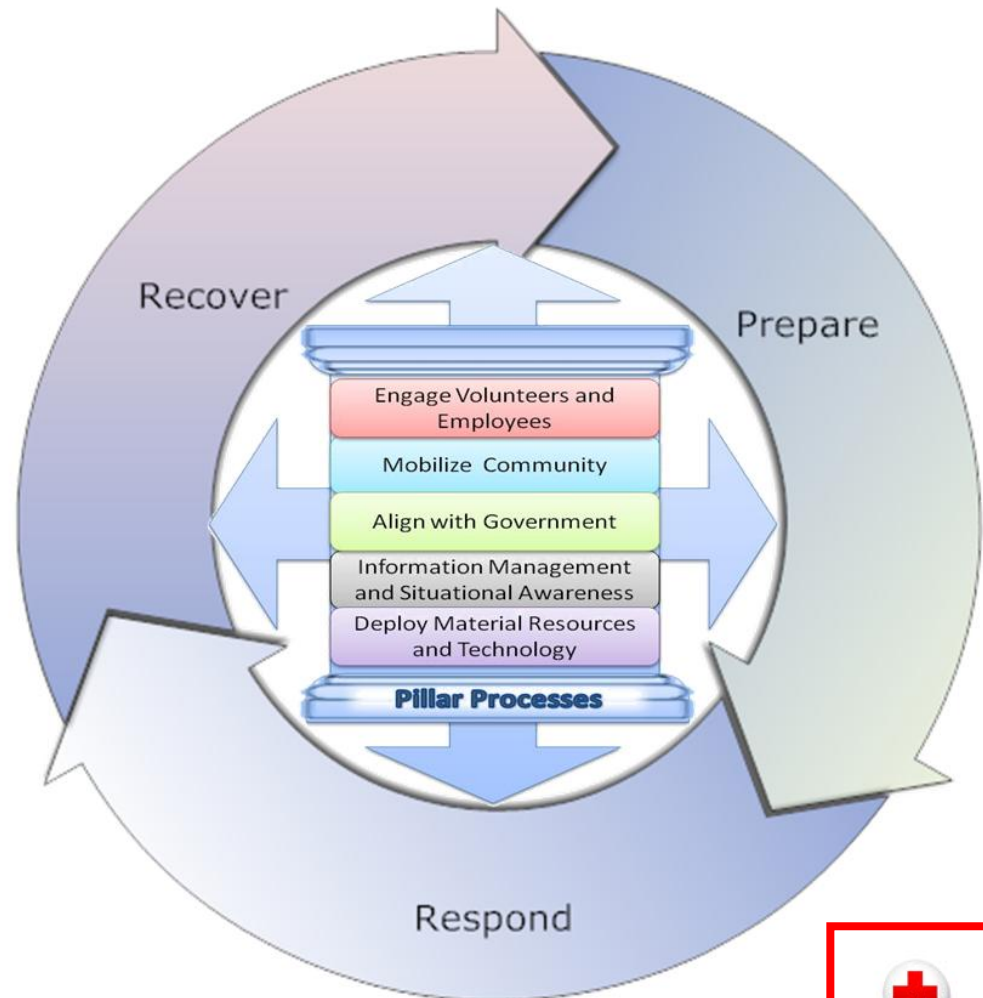 Recover
Prepare
Engage Volunteers and
Employees
Mobilize Community
Align with Government
Information Management
and Situational Awareness
Deploy Material Resources
and Technology
Pillar Processes
Respond